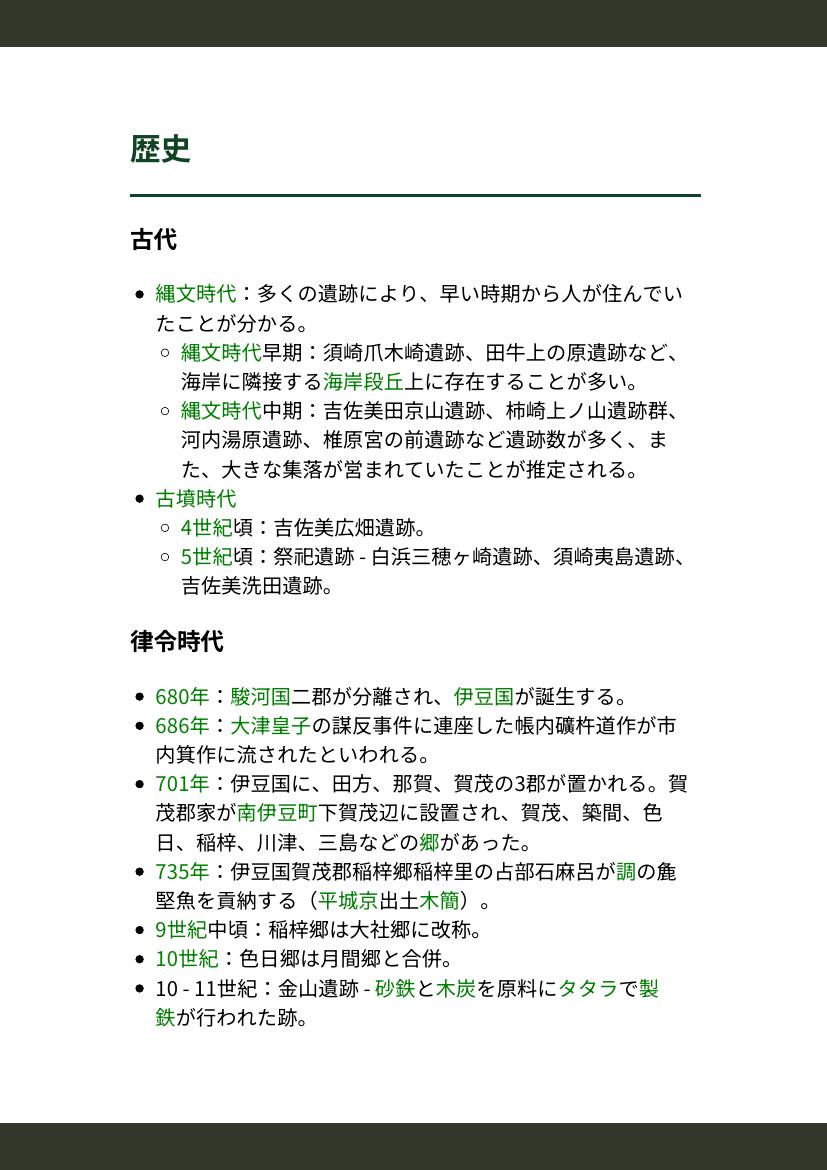 歴史
古代
縄文時代：多くの遺跡により、早い時期から人が住んでい
たことが分かる。
縄文時代早期：須崎爪木崎遺跡、田牛上の原遺跡など、
海岸に隣接する海岸段丘上に存在することが多い。
縄文時代中期：吉佐美田京山遺跡、柿崎上ノ山遺跡群、
河内湯原遺跡、椎原宮の前遺跡など遺跡数が多く、ま
た、大きな集落が営まれていたことが推定される。
古墳時代
4世紀頃：吉佐美広畑遺跡。
5世紀頃：祭祀遺跡 - 白浜三穂ヶ崎遺跡、須崎夷島遺跡、
吉佐美洗田遺跡。
律令時代
680年：駿河国二郡が分離され、伊豆国が誕生する。
686年：大津皇子の謀反事件に連座した帳内礪杵道作が市
内箕作に流されたといわれる。
701年：伊豆国に、田方、那賀、賀茂の3郡が置かれる。賀
茂郡家が南伊豆町下賀茂辺に設置され、賀茂、築間、色
日、稲梓、川津、三島などの郷があった。
735年：伊豆国賀茂郡稲梓郷稲梓里の占部石麻呂が調の麁
堅魚を貢納する（平城京出土木簡）。
9世紀中頃：稲梓郷は大社郷に改称。
10世紀：色日郷は月間郷と合併。
10 - 11世紀：金山遺跡 - 砂鉄と木炭を原料にタタラで製
鉄が行われた跡。